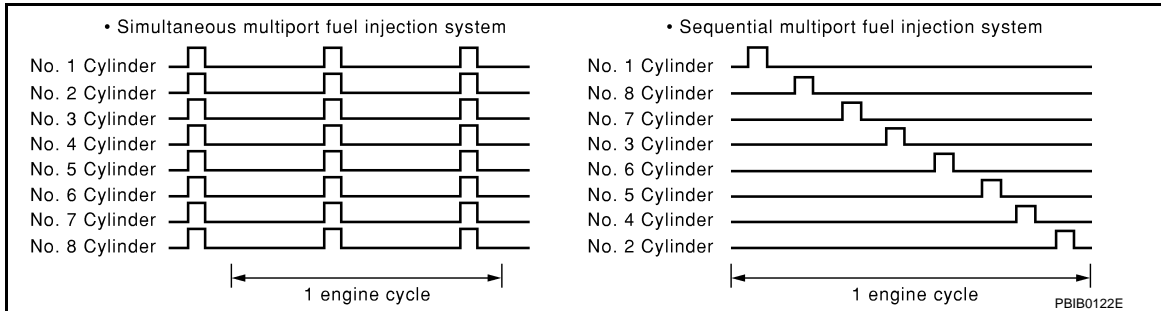 • Simultaneous multiport fuel injection system
No. 1 Cylinder
No. 2 Cylinder
No. 3 Cylinder
No. 4 Cylinder
No. 5 Cylinder
No. 6 Cylinder
No. 7 Cylinder
No. 8 Cylinder
1 engine cycle
• Sequential multiport fuel injection system
No. 1 Cylinder
No. 8 Cylinder
No. 7 Cylinder
No. 3 Cylinder
No. 6 Cylinder
No. 5 Cylinder
No. 4 Cylinder
No. 2 Cylinder
1 engine cycle
PBIB0122E